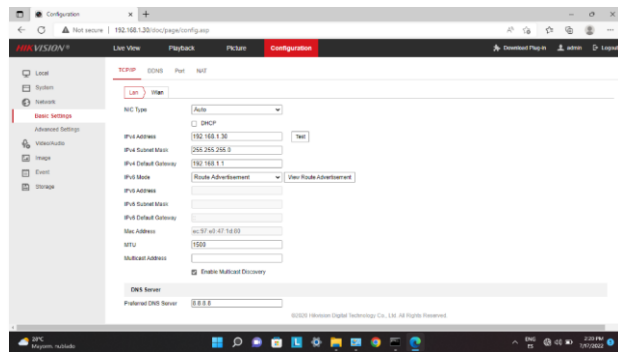 Configuration
Not secure | 192.168.1.30/doc/page/config.asp
HIKVISION®
Live View
Playback
Picture
Configuration
Download Plug-in
admin
Logout
Local
System
Network
Basic Settings
Advanced Settings
Video/Audio
Image
Event
Storage
TCP/IP DDNS Port NAT
Lan Wlan
NIC Type Auto
DHCP
IPv4 Address 192.168.1.30 Test
IPv4 Subnet Mask 255.255.255.0
IPv4 Default Gateway 192.168.1.1
IPv6 Mode Route Advertisement View Route Advertisement
IPv6 Address
IPv6 Subnet Mask
IPv6 Default Gateway
Mac Address
MTU 1500
Multicast Address
Enable Multicast Discovery
DNS Server
Preferred DNS Server 8.8.8.8
©2020 Hikvision Digital Technology Co., Ltd. All Rights Reserved.
20°C
Mayorm. nublado
ENG
ES
2:20 PM